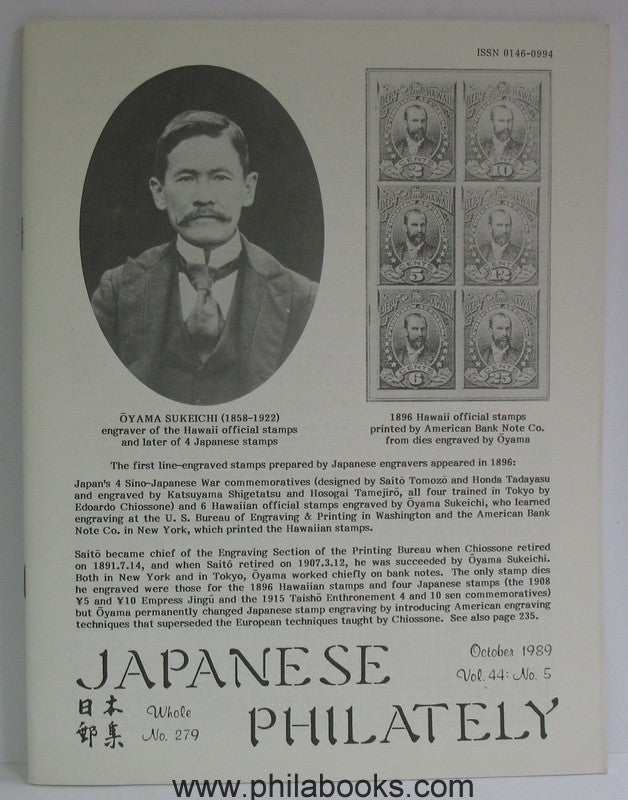 ISSN 0146-0994
ŌYAMA SUKEICHI (1858-1922)
engraver of the Hawaii official stamps
and later of 4 Japanese stamps
2
10
5
12
6
25
1896 Hawaii official stamps
printed by American Bank Note Co.
from dies engraved by Ōyama
The first line-engraved stamps prepared by Japanese engravers appeared in 1896:
Japan's 4 Sino-Japanese War commemoratives (designed by Saitō Tomozō and Honda Tadayasu
and engraved by Katsuyama Shigetatsu and Hosogai Tamejirō, all four trained in Tokyo by
Edoardo Chiossone) and 6 Hawaiian official stamps engraved by Ōyama Sukeichi, who learned
engraving at the U. S. Bureau of Engraving & Printing in Washington and the American Bank
Note Co. in New York, which printed the Hawaiian stamps.
Saitō became chief of the Engraving Section of the Printing Bureau when Chiossone retired
on 1891.7.14, and when Saitō retired on 1907.3.12, he was succeeded by Ōyama Sukeichi.
Both in New York and in Tokyo, Ōyama worked chiefly on bank notes. The only stamp dies
he engraved were those for the 1896 Hawaiian stamps and four Japanese stamps (the 1908
¥5 and ¥10 Empress Jingū and the 1915 Taishō Enthronement 4 and 10 sen commemoratives)
but Ōyama permanently changed Japanese stamp engraving by introducing American engraving
techniques that superseded the European techniques taught by Chiossone. See also page 235.
JAPANESE
October 1989
Vol. 44: No. 5
日本
郵集
Whole
No. 279
PHILATELY
www.philabooks.com